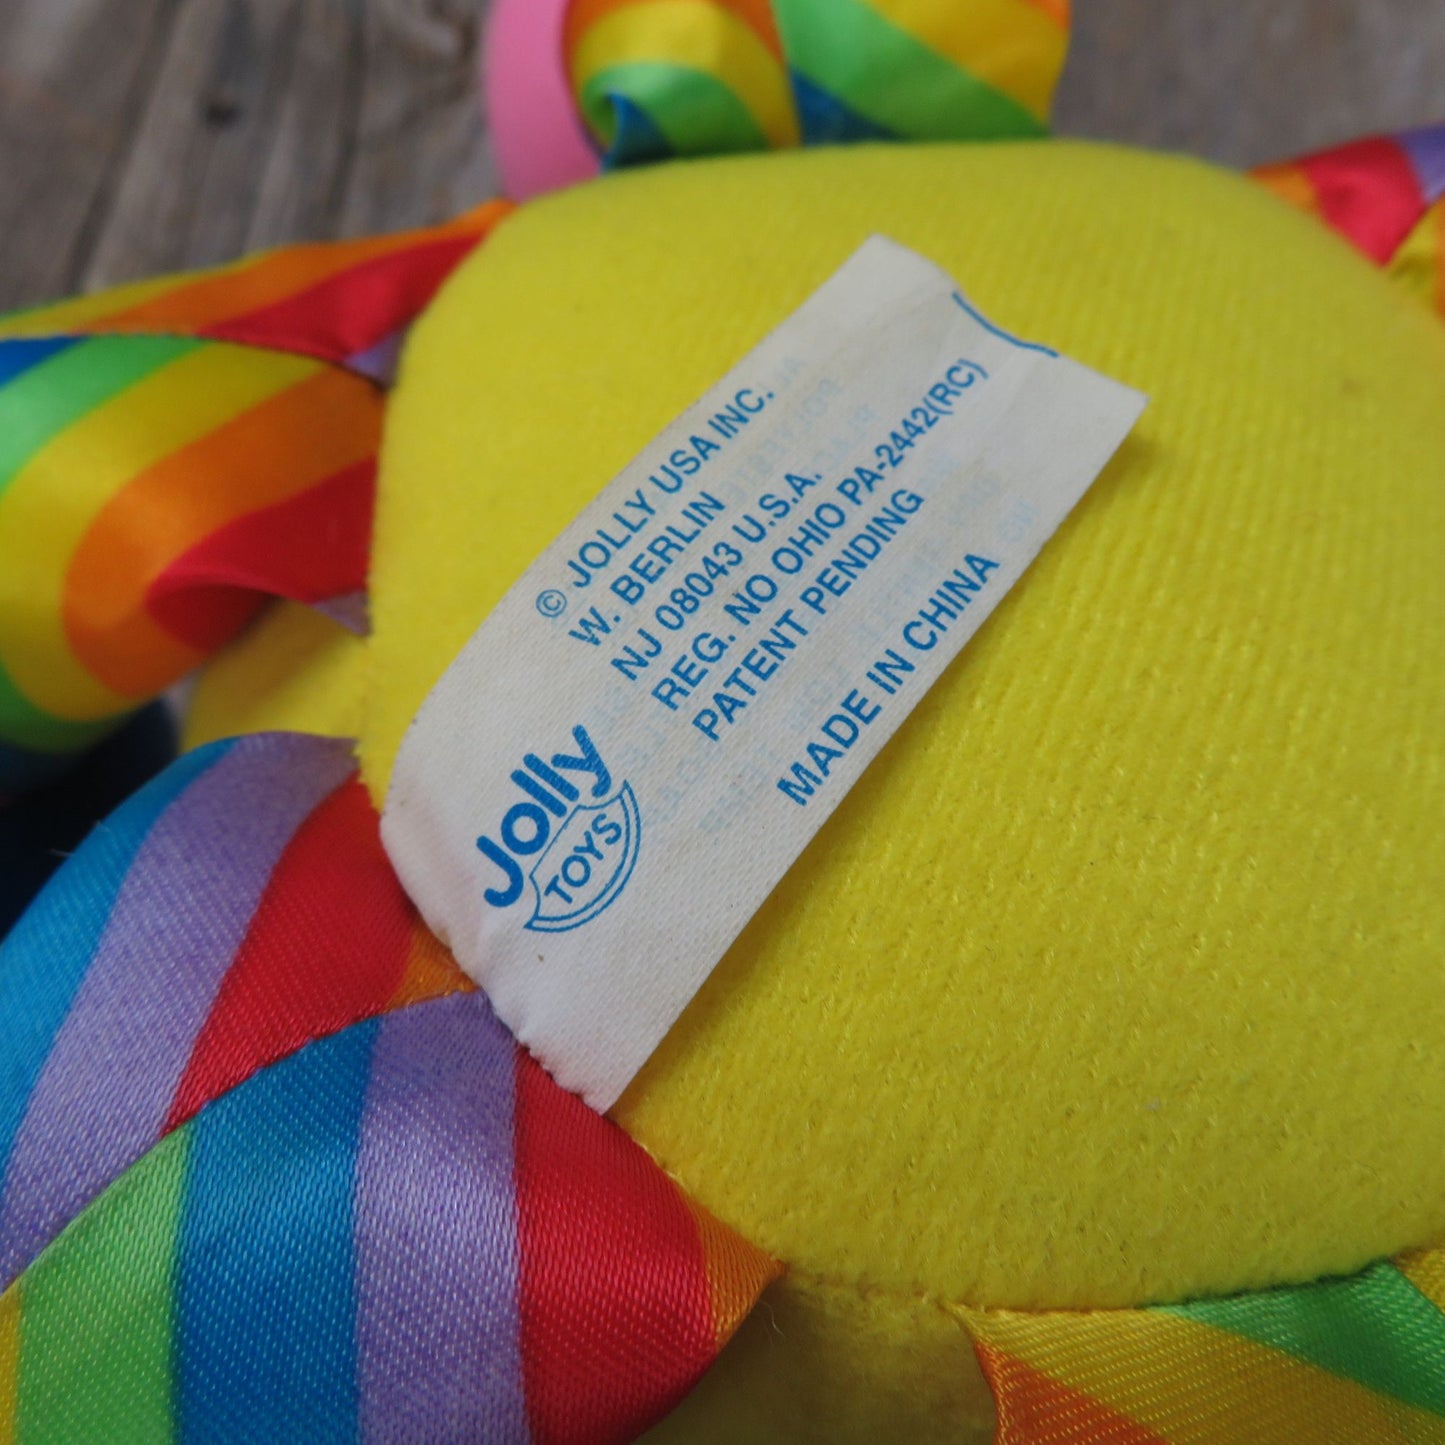 © JOLLY USA INC.
W. BERLIN
NJ 08043 U.S.A.
REG. NO OHIO PA-2442(RC)
PATENT PENDING
MADE IN CHINA
Jolly
TOYS